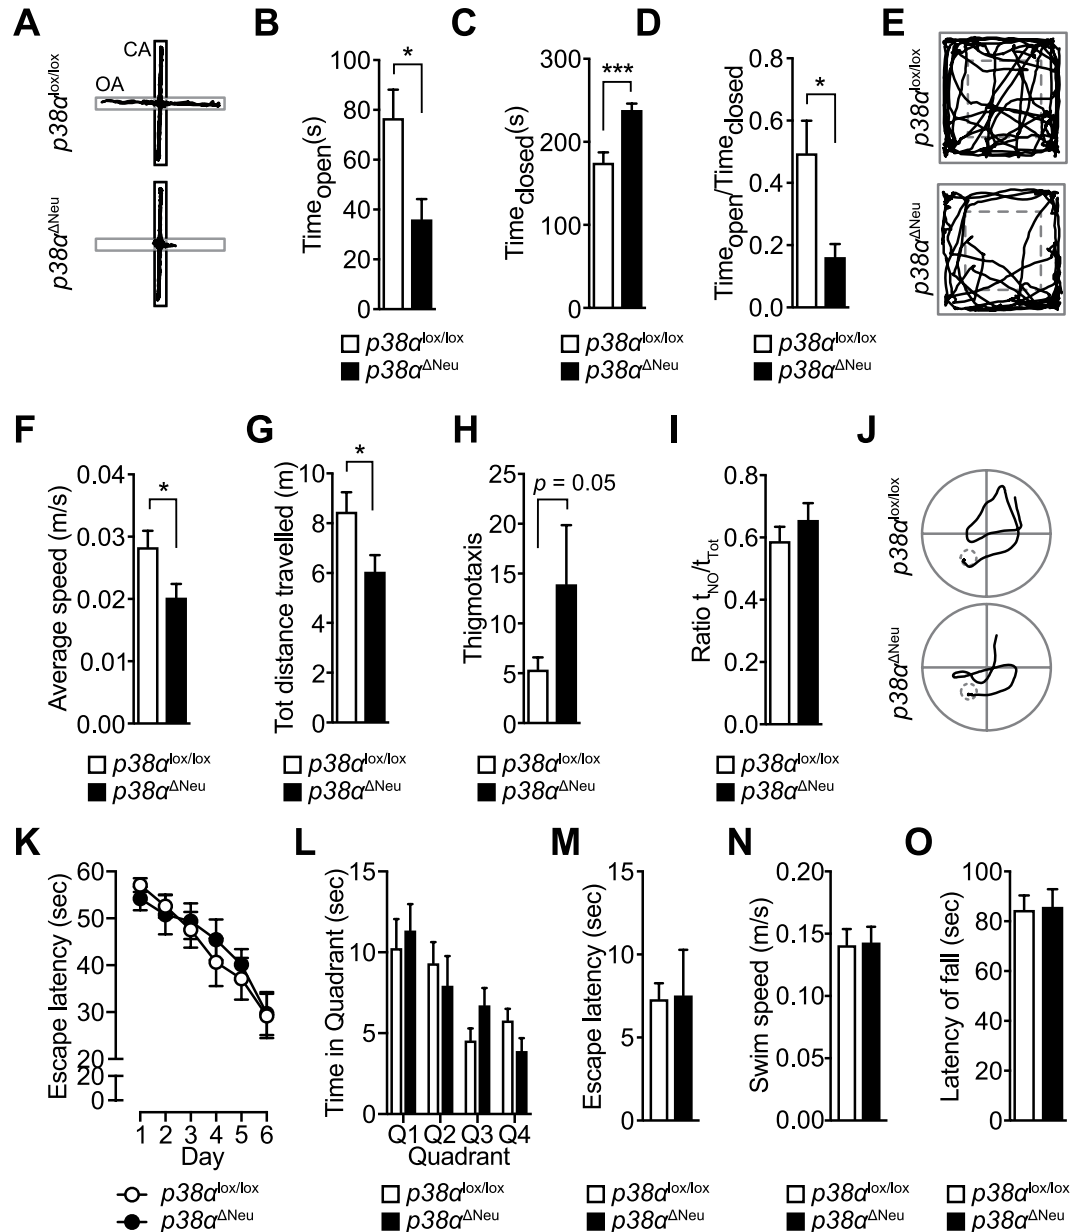 A
CA
OA
p38α^lox/lox
p38α^ΔNeu
B
Time_open(s)
100
80
60
40
20
0
*
p38α^lox/lox
p38α^ΔNeu
C
Time_closed(s)
300
200
100
0
***
p38α^lox/lox
p38α^ΔNeu
D
Time_open/Time_closed
0.8
0.6
0.4
0.2
0.0
*
p38α^lox/lox
p38α^ΔNeu
E
p38α^lox/lox
p38α^ΔNeu
F
Average speed (m/s)
0.04
0.03
0.02
0.01
0.00
*
p38α^lox/lox
p38α^ΔNeu
G
Tot distance travelled (m)
10
8
6
4
2
0
*
p38α^lox/lox
p38α^ΔNeu
H
Thigmotaxis
25
20
15
10
5
0
p = 0.05
p38α^lox/lox
p38α^ΔNeu
I
Ratio t_NO/t_Tot
0.8
0.6
0.4
0.2
0.0
p38α^lox/lox
p38α^ΔNeu
J
p38α^lox/lox
p38α^ΔNeu
K
Escape latency (sec)
60
50
40
30
20
20
0
1 2 3 4 5 6
Day
p38α^lox/lox
p38α^ΔNeu
L
Time in Quadrant (sec)
15
10
5
0
Q1 Q2 Q3 Q4
Quadrant
p38α^lox/lox
p38α^ΔNeu
M
Escape latency (sec)
15
10
5
0
p38α^lox/lox
p38α^ΔNeu
N
Swim speed (m/s)
0.20
0.15
0.10
0.05
0.00
p38α^lox/lox
p38α^ΔNeu
O
Latency of fall (sec)
100
80
60
40
20
0
p38α^lox/lox
p38α^ΔNeu